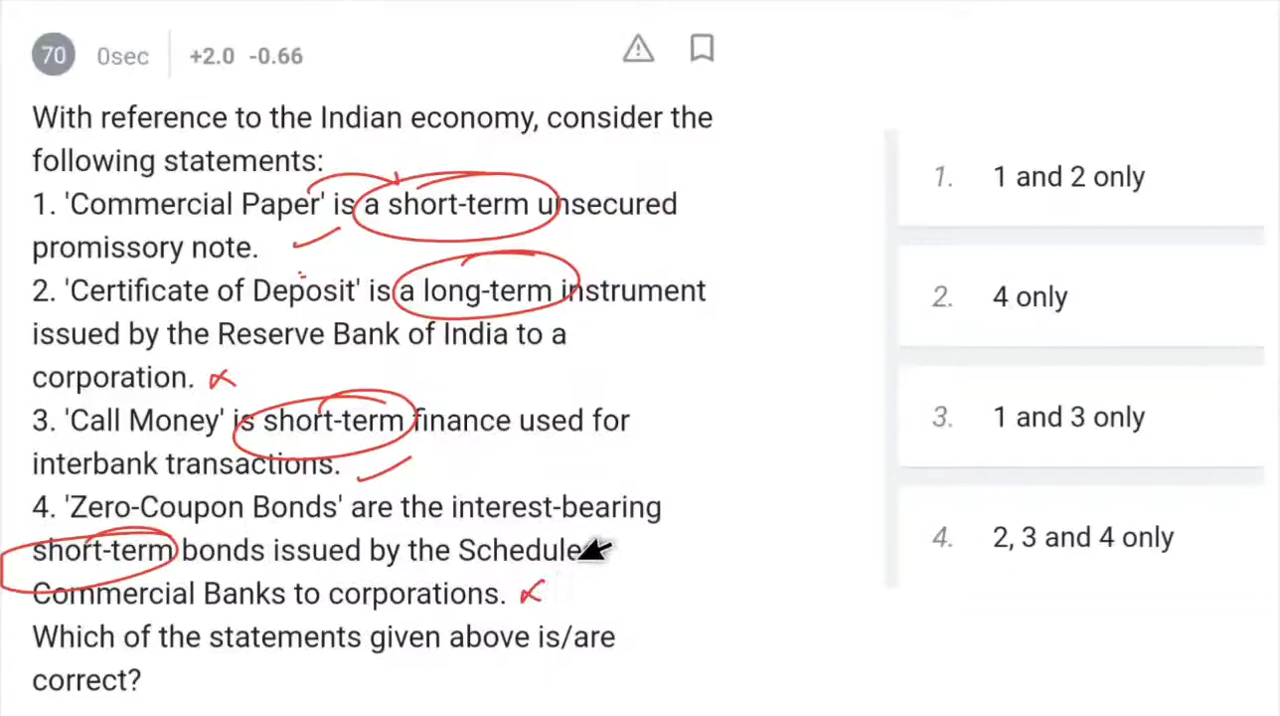 70 0sec +2.0 -0.66
With reference to the Indian economy, consider the
following statements:
1. 'Commercial Paper' is a short-term unsecured
promissory note.
2. 'Certificate of Deposit' is a long-term instrument
issued by the Reserve Bank of India to a
corporation.
3. 'Call Money' is short-term finance used for
interbank transactions.
4. 'Zero-Coupon Bonds' are the interest-bearing
short-term bonds issued by the Schedule
Commercial Banks to corporations.
Which of the statements given above is/are
correct?
1. 1 and 2 only
2. 4 only
3. 1 and 3 only
4. 2, 3 and 4 only